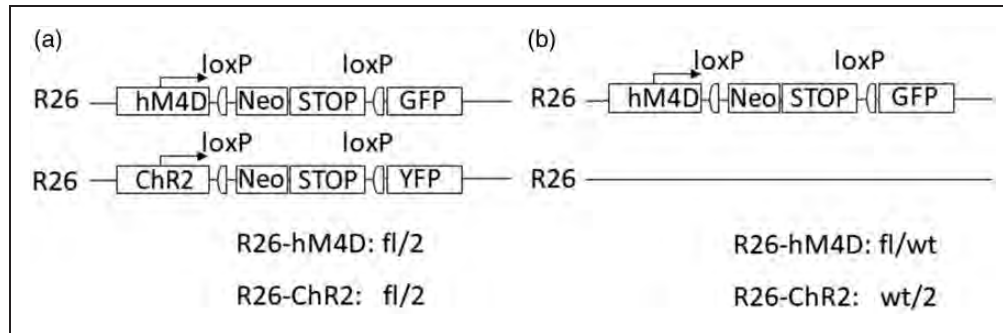 (a)
loxP loxP
R26 hM4D Neo STOP GFP
loxP loxP
R26 ChR2 Neo STOP YFP
R26-hM4D: fl/2
R26-ChR2: fl/2
(b)
loxP loxP
R26 hM4D Neo STOP GFP
R26
R26-hM4D: fl/wt
R26-ChR2: wt/2